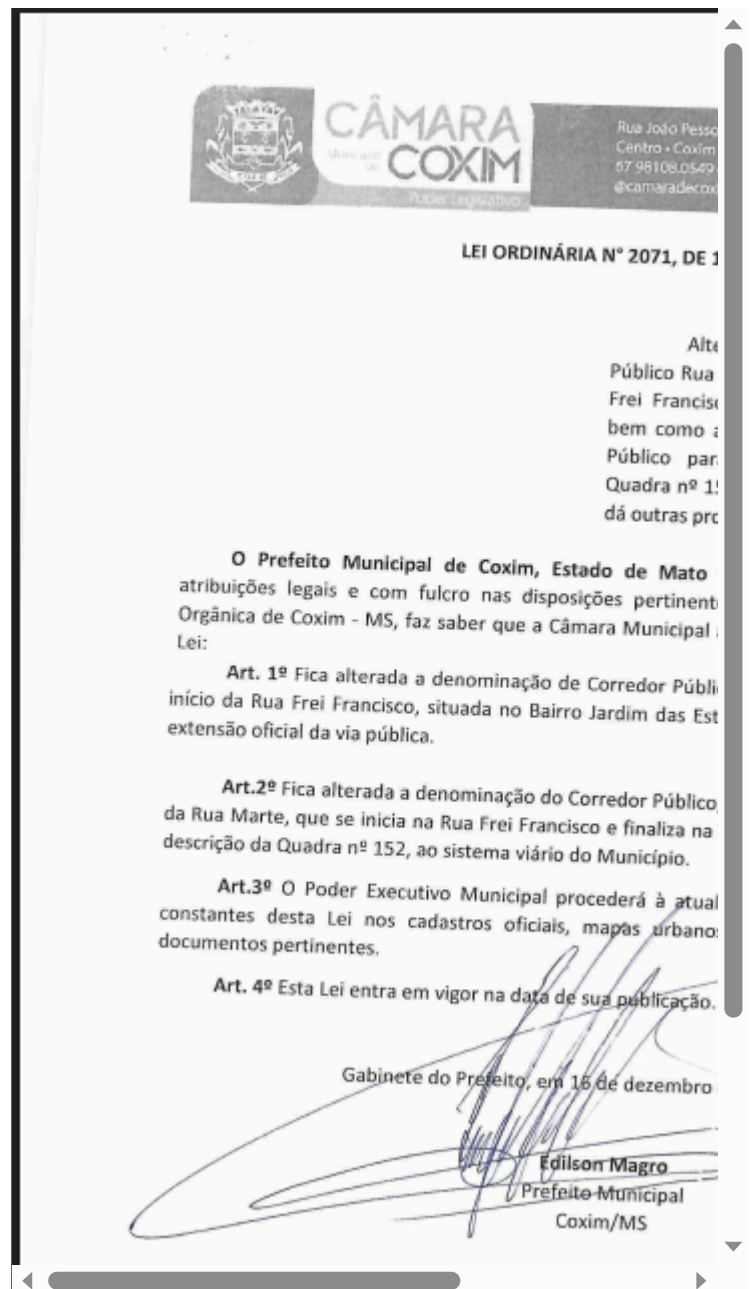 CÂMARA
Municipal de COXIM
Poder Legislativo
Rua João Pesso
Centro • Coxim
67 98108.0549
@camaradecox
LEI ORDINÁRIA N° 2071, DE 1
Alte
Público Rua
Frei Francisc
bem como a
Público par
Quadra nº 15
dá outras pro
O Prefeito Municipal de Coxim, Estado de Mato
atribuições legais e com fulcro nas disposições pertinent
Orgânica de Coxim - MS, faz saber que a Câmara Municipal
Lei:
Art. 1º Fica alterada a denominação de Corredor Públi
início da Rua Frei Francisco, situada no Bairro Jardim das Est
extensão oficial da via pública.
Art.2º Fica alterada a denominação do Corredor Público,
da Rua Marte, que se inicia na Rua Frei Francisco e finaliza na
descrição da Quadra nº 152, ao sistema viário do Município.
Art.3º O Poder Executivo Municipal procederá à atual
constantes desta Lei nos cadastros oficiais, mapas urbanos
documentos pertinentes.
Art. 4º Esta Lei entra em vigor na data de sua publicação.
Gabinete do Prefeito, em 16 de dezembro
Edilson Magro
Prefeito Municipal
Coxim/MS